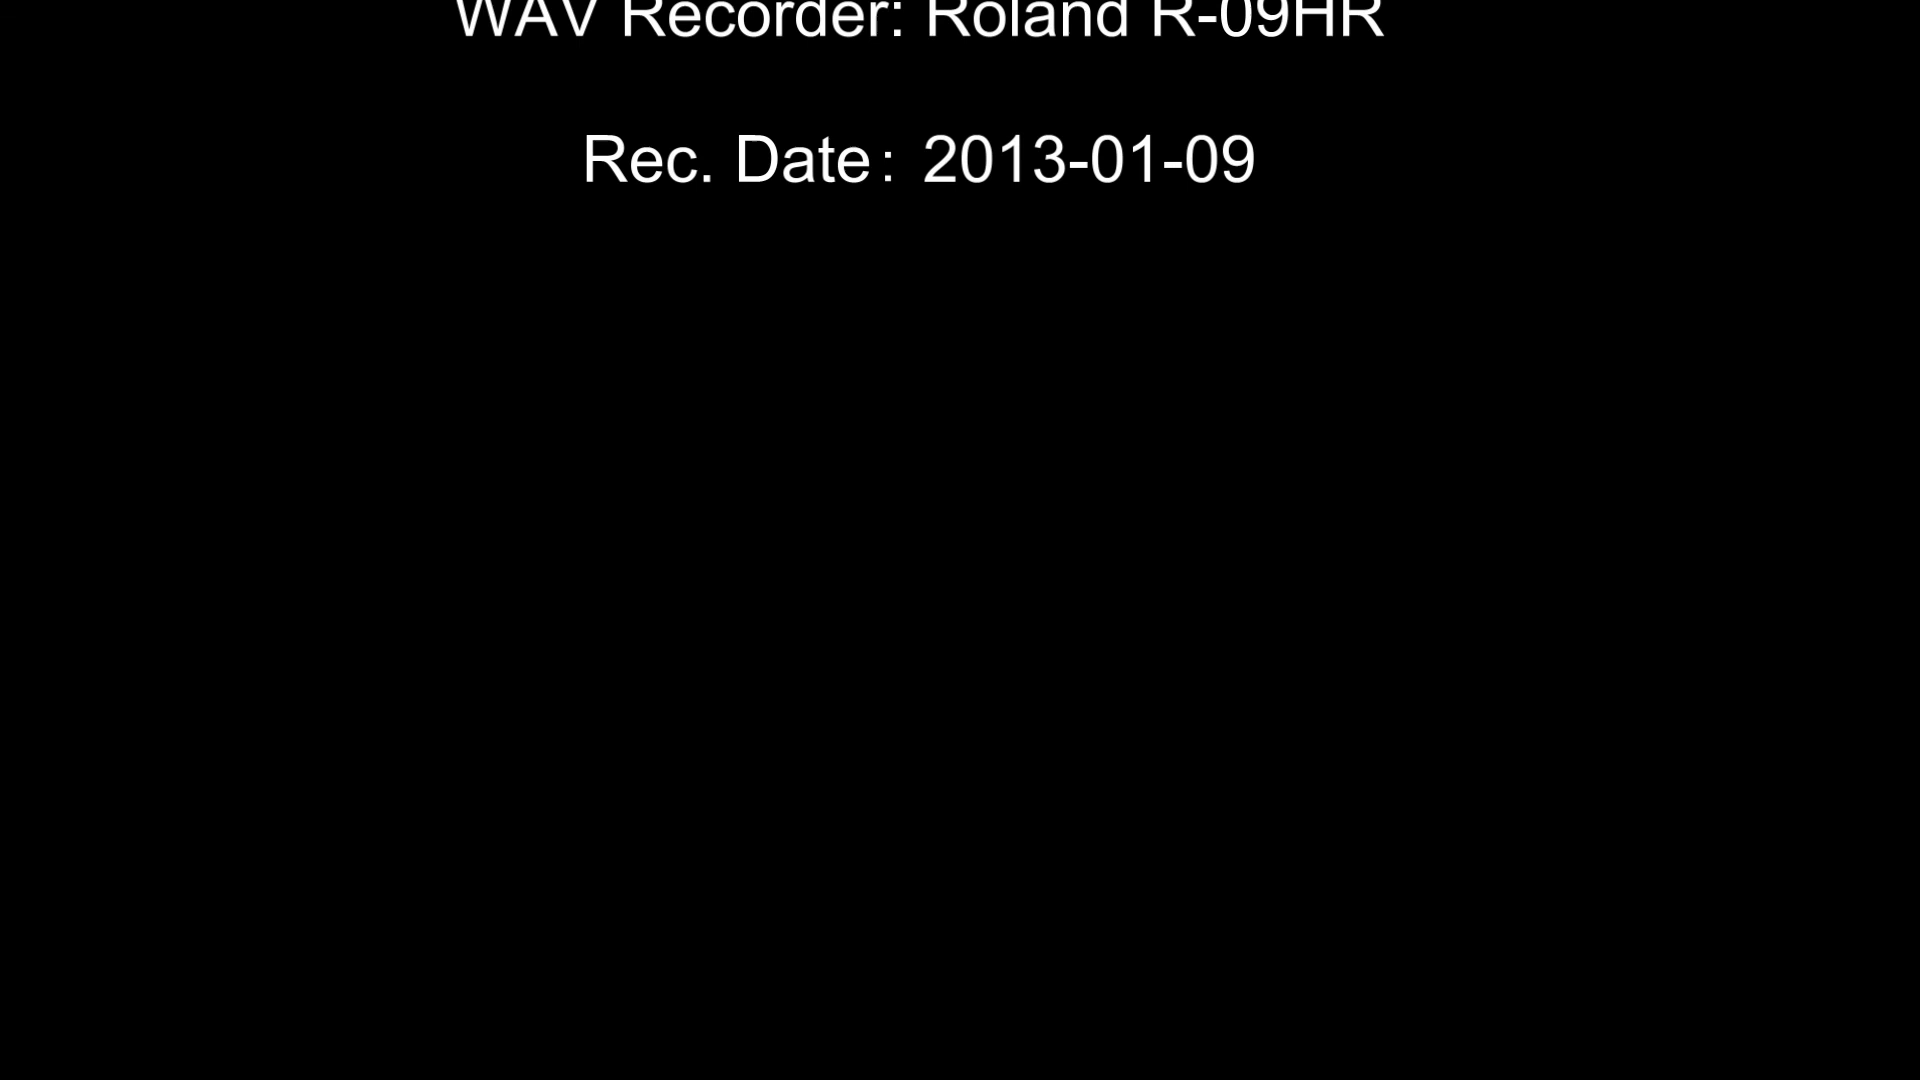 WAV Recorder: Roland R-09HR
Rec. Date： 2013-01-09